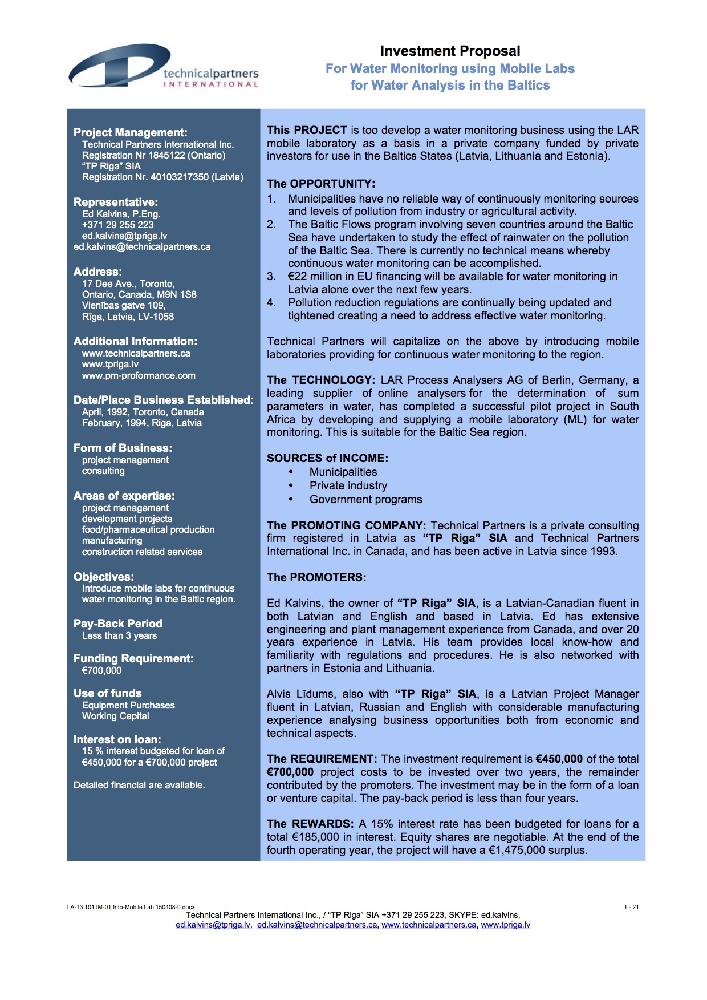 technicalpartners
INTERNATIONAL
Investment Proposal
For Water Monitoring using Mobile Labs
for Water Analysis in the Baltics
Project Management:
Technical Partners International Inc.
Registration Nr 1845122 (Ontario)
“TP Riga” SIA
Registration Nr. 40103217350 (Latvia)
Representative:
Ed Kalvins, P.Eng.
+371 29 255 223
ed.kalvins@tpriga.lv
ed.kalvins@technicalpartners.ca
Address:
17 Dee Ave., Toronto,
Ontario, Canada, M9N 1S8
Vienības gatve 109,
Rīga, Latvia, LV-1058
Additional Information:
www.technicalpartners.ca
www.tpriga.lv
www.pm-proformance.com
Date/Place Business Established:
April, 1992, Toronto, Canada
February, 1994, Riga, Latvia
Form of Business:
project management
consulting
Areas of expertise:
project management
development projects
food/pharmaceutical production
manufacturing
construction related services
Objectives:
Introduce mobile labs for continuous
water monitoring in the Baltic region.
Pay-Back Period
Less than 3 years
Funding Requirement:
€700,000
Use of funds
Equipment Purchases
Working Capital
Interest on loan:
15 % interest budgeted for loan of
€450,000 for a €700,000 project
Detailed financial are available.
This PROJECT is too develop a water monitoring business using the LAR
mobile laboratory as a basis in a private company funded by private
investors for use in the Baltics States (Latvia, Lithuania and Estonia).
The OPPORTUNITY:
1. Municipalities have no reliable way of continuously monitoring sources
and levels of pollution from industry or agricultural activity.
2. The Baltic Flows program involving seven countries around the Baltic
Sea have undertaken to study the effect of rainwater on the pollution
of the Baltic Sea. There is currently no technical means whereby
continuous water monitoring can be accomplished.
3. €22 million in EU financing will be available for water monitoring in
Latvia alone over the next few years.
4. Pollution reduction regulations are continually being updated and
tightened creating a need to address effective water monitoring.
Technical Partners will capitalize on the above by introducing mobile
laboratories providing for continuous water monitoring to the region.
The TECHNOLOGY: LAR Process Analysers AG of Berlin, Germany, a
leading supplier of online analysers for the determination of sum
parameters in water, has completed a successful pilot project in South
Africa by developing and supplying a mobile laboratory (ML) for water
monitoring. This is suitable for the Baltic Sea region.
SOURCES of INCOME:
• Municipalities
• Private industry
• Government programs
The PROMOTING COMPANY: Technical Partners is a private consulting
firm registered in Latvia as “TP Riga” SIA and Technical Partners
International Inc. in Canada, and has been active in Latvia since 1993.
The PROMOTERS:
Ed Kalvins, the owner of “TP Riga” SIA, is a Latvian-Canadian fluent in
both Latvian and English and based in Latvia. Ed has extensive
engineering and plant management experience from Canada, and over 20
years experience in Latvia. His team provides local know-how and
familiarity with regulations and procedures. He is also networked with
partners in Estonia and Lithuania.
Alvis Līdums, also with “TP Riga” SIA, is a Latvian Project Manager
fluent in Latvian, Russian and English with considerable manufacturing
experience analysing business opportunities both from economic and
technical aspects.
The REQUIREMENT: The investment requirement is €450,000 of the total
€700,000 project costs to be invested over two years, the remainder
contributed by the promoters. The investment may be in the form of a loan
or venture capital. The pay-back period is less than four years.
The REWARDS: A 15% interest rate has been budgeted for loans for a
total €185,000 in interest. Equity shares are negotiable. At the end of the
fourth operating year, the project will have a €1,475,000 surplus.
LA-13 101 IM-01 Info-Mobile Lab 150408-0.docx 1 - 21
Technical Partners International Inc., / “TP Riga” SIA +371 29 255 223, SKYPE: ed.kalvins,
ed.kalvins@tpriga.lv, ed.kalvins@technicalpartners.ca, www.technicalpartners.ca, www.tpriga.lv